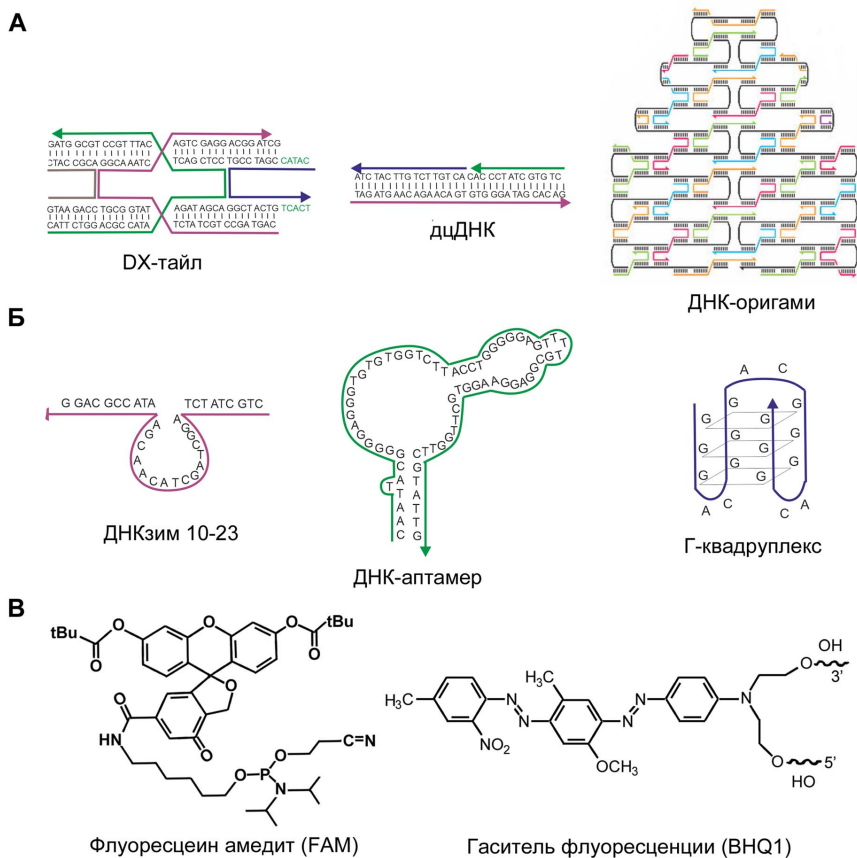 А
GATG GCGT CCGT TTAC
AGTC GAGG ACGG ATCG
CTAC CGCA GGCA AATC
TCAG CTCC TGCC TAGC CATAC
GTAA GACC TGCG GTAT
AGAT AGCA GGCT ACTG TCACT
CATT CTGG ACGC CATA
TCTA TCGT CCGA TGAC
DX-тайл
ATC TACT TGT CTT TGT CA CAC CCT ATC GTG TC
TAG ATG AAC AGA ACA GT GTG GGA TAG CAC AG
дцДНК
ДНК-оригами
Б
G GAC GCC ATA
TCT ATC GTC
ДНКзим 10-23
ДНК-аптамер
A C
G G G G
G G G G
G G G G
A C C A
Г-квадруплекс
В
tBu O O O tBu
O O
O
O
HN O
O P O C≡N
N
Флуоресцеин амедит (FAM)
OH
O 3'
H₃C CH₃ N
N N N N
NO₂
OCH₃
O 5'
HO
Гаситель флуоресценции (BHQ1)